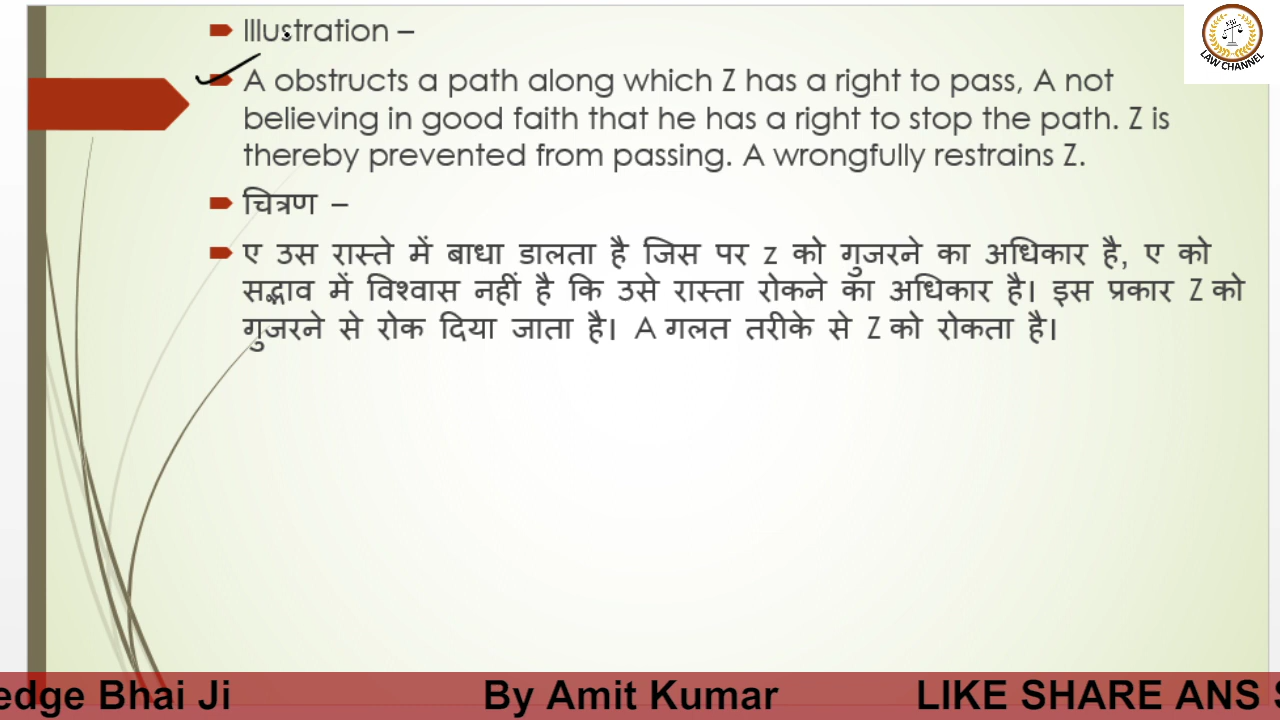 Illustration –
A obstructs a path along which Z has a right to pass, A not
believing in good faith that he has a right to stop the path. Z is
thereby prevented from passing. A wrongfully restrains Z.
चित्रण –
ए उस रास्ते में बाधा डालता है जिस पर z को गुजरने का अधिकार है, ए को
सद्भाव में विश्वास नहीं है कि उसे रास्ता रोकने का अधिकार है। इस प्रकार Z को
गुजरने से रोक दिया जाता है। A गलत तरीके से Z को रोकता है।
LAW CHANNEL
edge Bhai Ji By Amit Kumar LIKE SHARE ANS